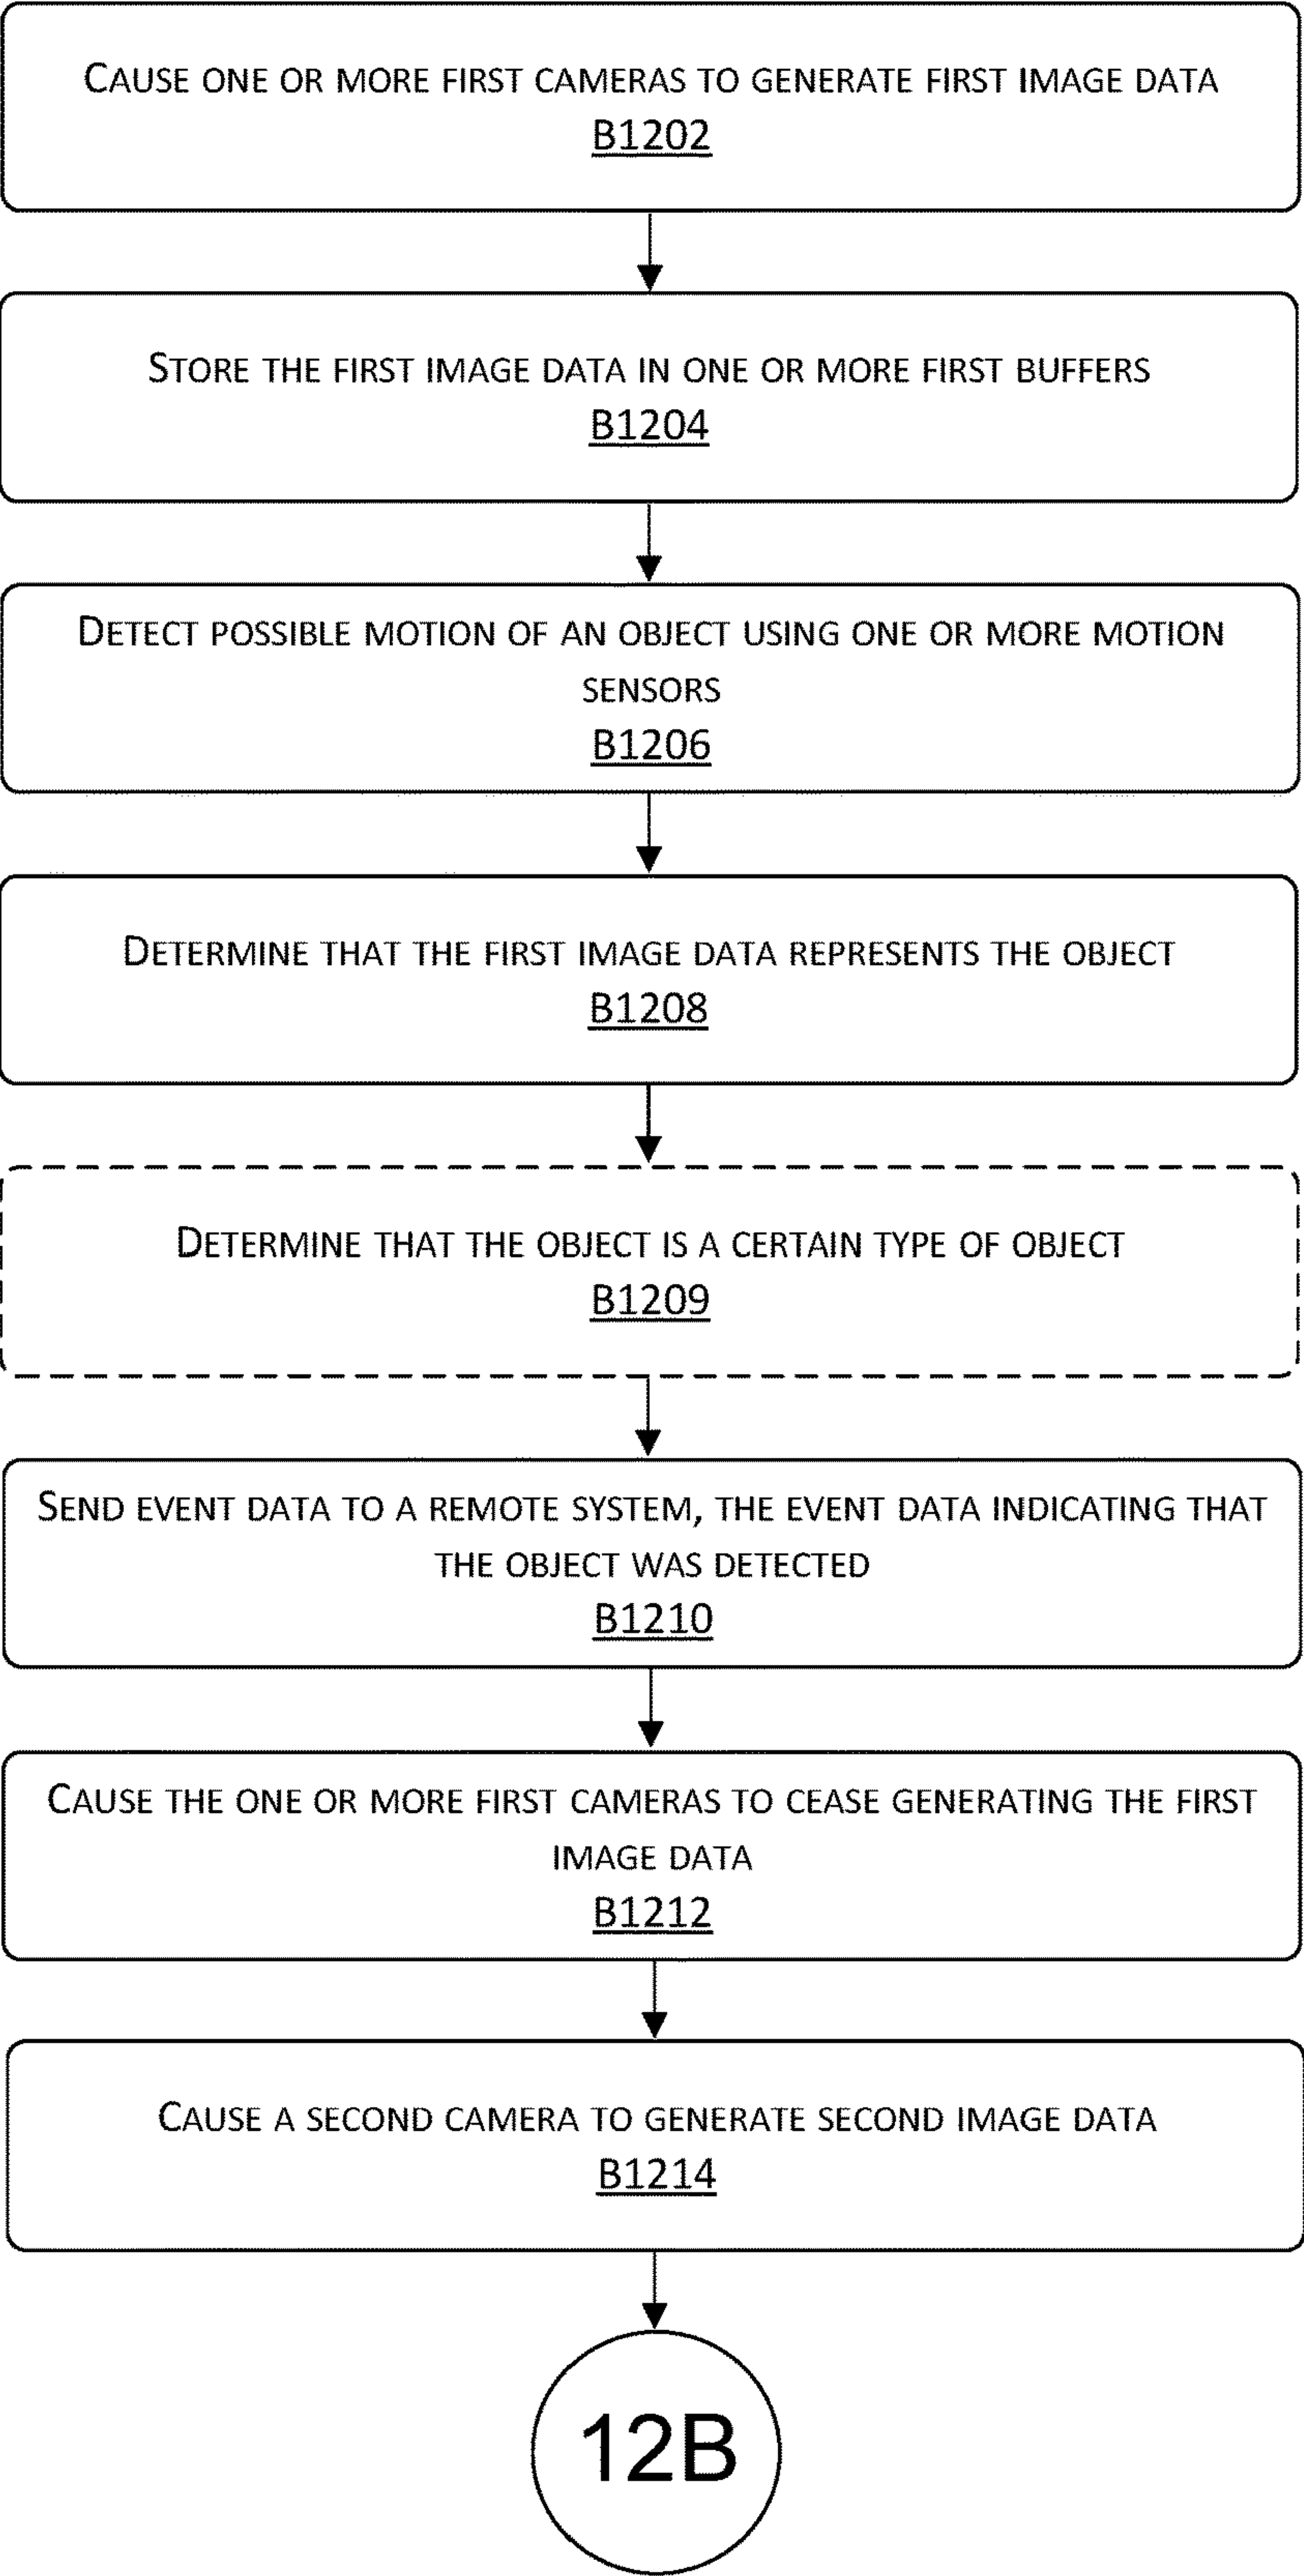 CAUSE ONE OR MORE FIRST CAMERAS TO GENERATE FIRST IMAGE DATA
B1202
STORE THE FIRST IMAGE DATA IN ONE OR MORE FIRST BUFFERS
B1204
DETECT POSSIBLE MOTION OF AN OBJECT USING ONE OR MORE MOTION
SENSORS
B1206
DETERMINE THAT THE FIRST IMAGE DATA REPRESENTS THE OBJECT
B1208
DETERMINE THAT THE OBJECT IS A CERTAIN TYPE OF OBJECT
B1209
SEND EVENT DATA TO A REMOTE SYSTEM, THE EVENT DATA INDICATING THAT
THE OBJECT WAS DETECTED
B1210
CAUSE THE ONE OR MORE FIRST CAMERAS TO CEASE GENERATING THE FIRST
IMAGE DATA
B1212
CAUSE A SECOND CAMERA TO GENERATE SECOND IMAGE DATA
B1214
12B